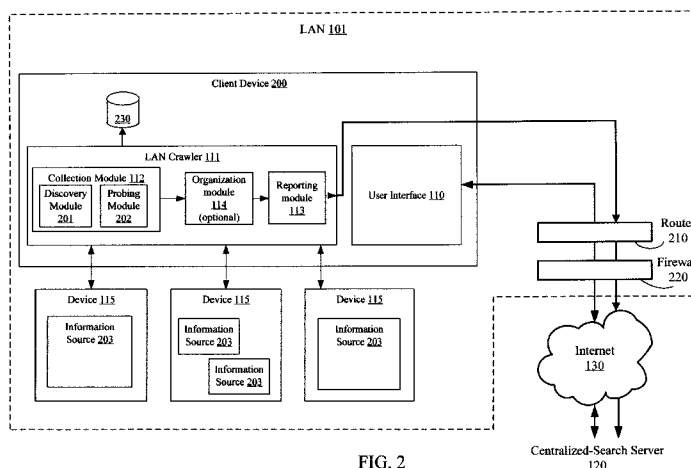 LAN 101
Client Device 200
230
LAN Crawler 111
Collection Module 112
Discovery
Module
201
Probing
Module
202
Organization
module
114
(optional)
Reporting
module
113
User Interface 110
Route
210
Firewa
220
Device 115
Information
Source 203
Device 115
Information
Source 203
Information
Source 203
Device 115
Information
Source 203
Internet
130
Centralized-Search Server
120
FIG. 2